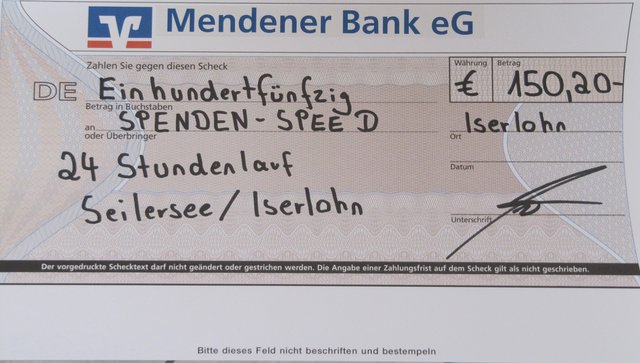 Mendener Bank eG
Zahlen Sie gegen diesen Scheck
Währung Betrag
DE Einhundertfünfzig € 150,20-
Betrag in Buchstaben
an SPENDEN-SPEED Iserlohn
oder Überbringer Ort
24 Stundenlauf
Datum
Seilersee/Iserlohn
Unterschrift
Der vorgedruckte Schecktext darf nicht geändert oder gestrichen werden. Die Angabe einer Zahlungsfrist auf dem Scheck gilt als nicht geschrieben.
Bitte dieses Feld nicht beschriften und bestempeln